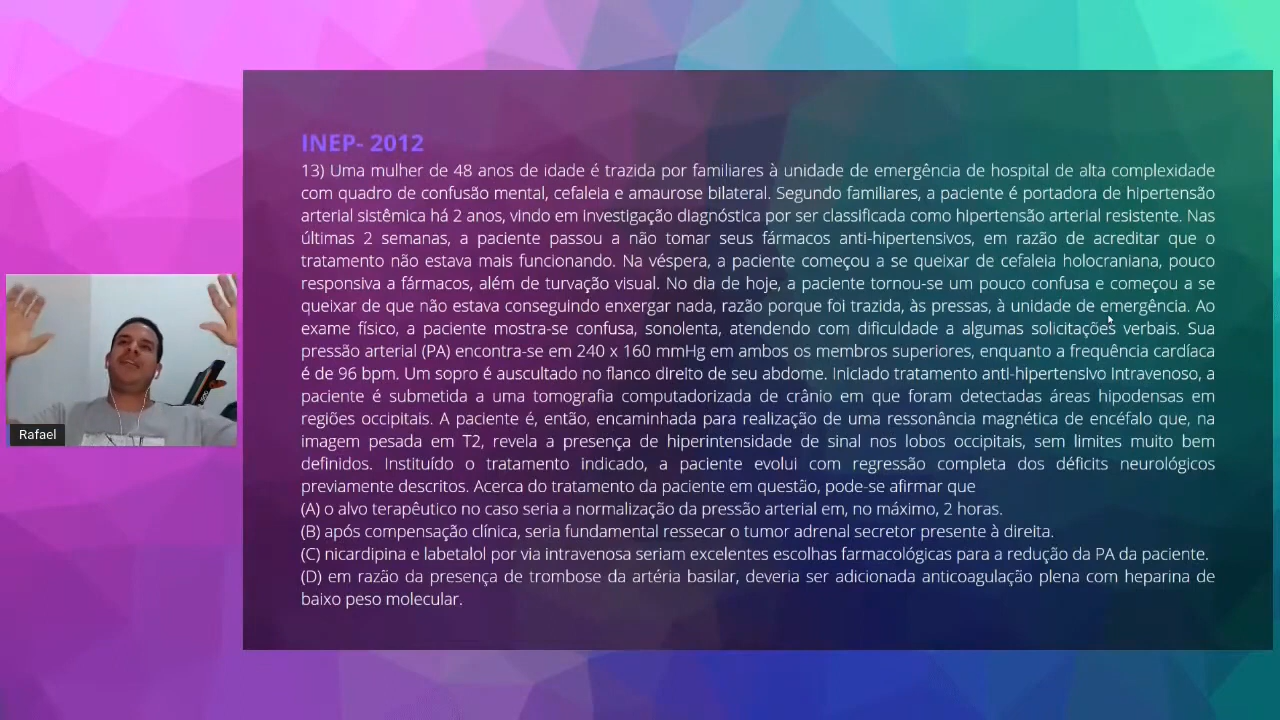 INEP- 2012
13) Uma mulher de 48 anos de idade é trazida por familiares à unidade de emergência de hospital de alta complexidade
com quadro de confusão mental, cefaleia e amaurose bilateral. Segundo familiares, a paciente é portadora de hipertensão
arterial sistêmica há 2 anos, vindo em investigação diagnóstica por ser classificada como hipertensão arterial resistente. Nas
últimas 2 semanas, a paciente passou a não tomar seus fármacos anti-hipertensivos, em razão de acreditar que o
tratamento não estava mais funcionando. Na véspera, a paciente começou a se queixar de cefaleia holocraniana, pouco
responsiva a fármacos, além de turvação visual. No dia de hoje, a paciente tornou-se um pouco confusa e começou a se
queixar de que não estava conseguindo enxergar nada, razão porque foi trazida, às pressas, à unidade de emergência. Ao
exame físico, a paciente mostra-se confusa, sonolenta, atendendo com dificuldade a algumas solicitações verbais. Sua
pressão arterial (PA) encontra-se em 240 x 160 mmHg em ambos os membros superiores, enquanto a frequência cardíaca
é de 96 bpm. Um sopro é auscultado no flanco direito de seu abdome. Iniciado tratamento anti-hipertensivo intravenoso, a
paciente é submetida a uma tomografia computadorizada de crânio em que foram detectadas áreas hipodensas em
regiões occipitais. A paciente é, então, encaminhada para realização de uma ressonância magnética de encéfalo que, na
imagem pesada em T2, revela a presença de hiperintensidade de sinal nos lobos occipitais, sem limites muito bem
definidos. Instituído o tratamento indicado, a paciente evolui com regressão completa dos déficits neurológicos
previamente descritos. Acerca do tratamento da paciente em questão, pode-se afirmar que
(A) o alvo terapêutico no caso seria a normalização da pressão arterial em, no máximo, 2 horas.
(B) após compensação clínica, seria fundamental ressecar o tumor adrenal secretor presente à direita.
(C) nicardipina e labetalol por via intravenosa seriam excelentes escolhas farmacológicas para a redução da PA da paciente.
(D) em razão da presença de trombose da artéria basilar, deveria ser adicionada anticoagulação plena com heparina de
baixo peso molecular.
Rafael